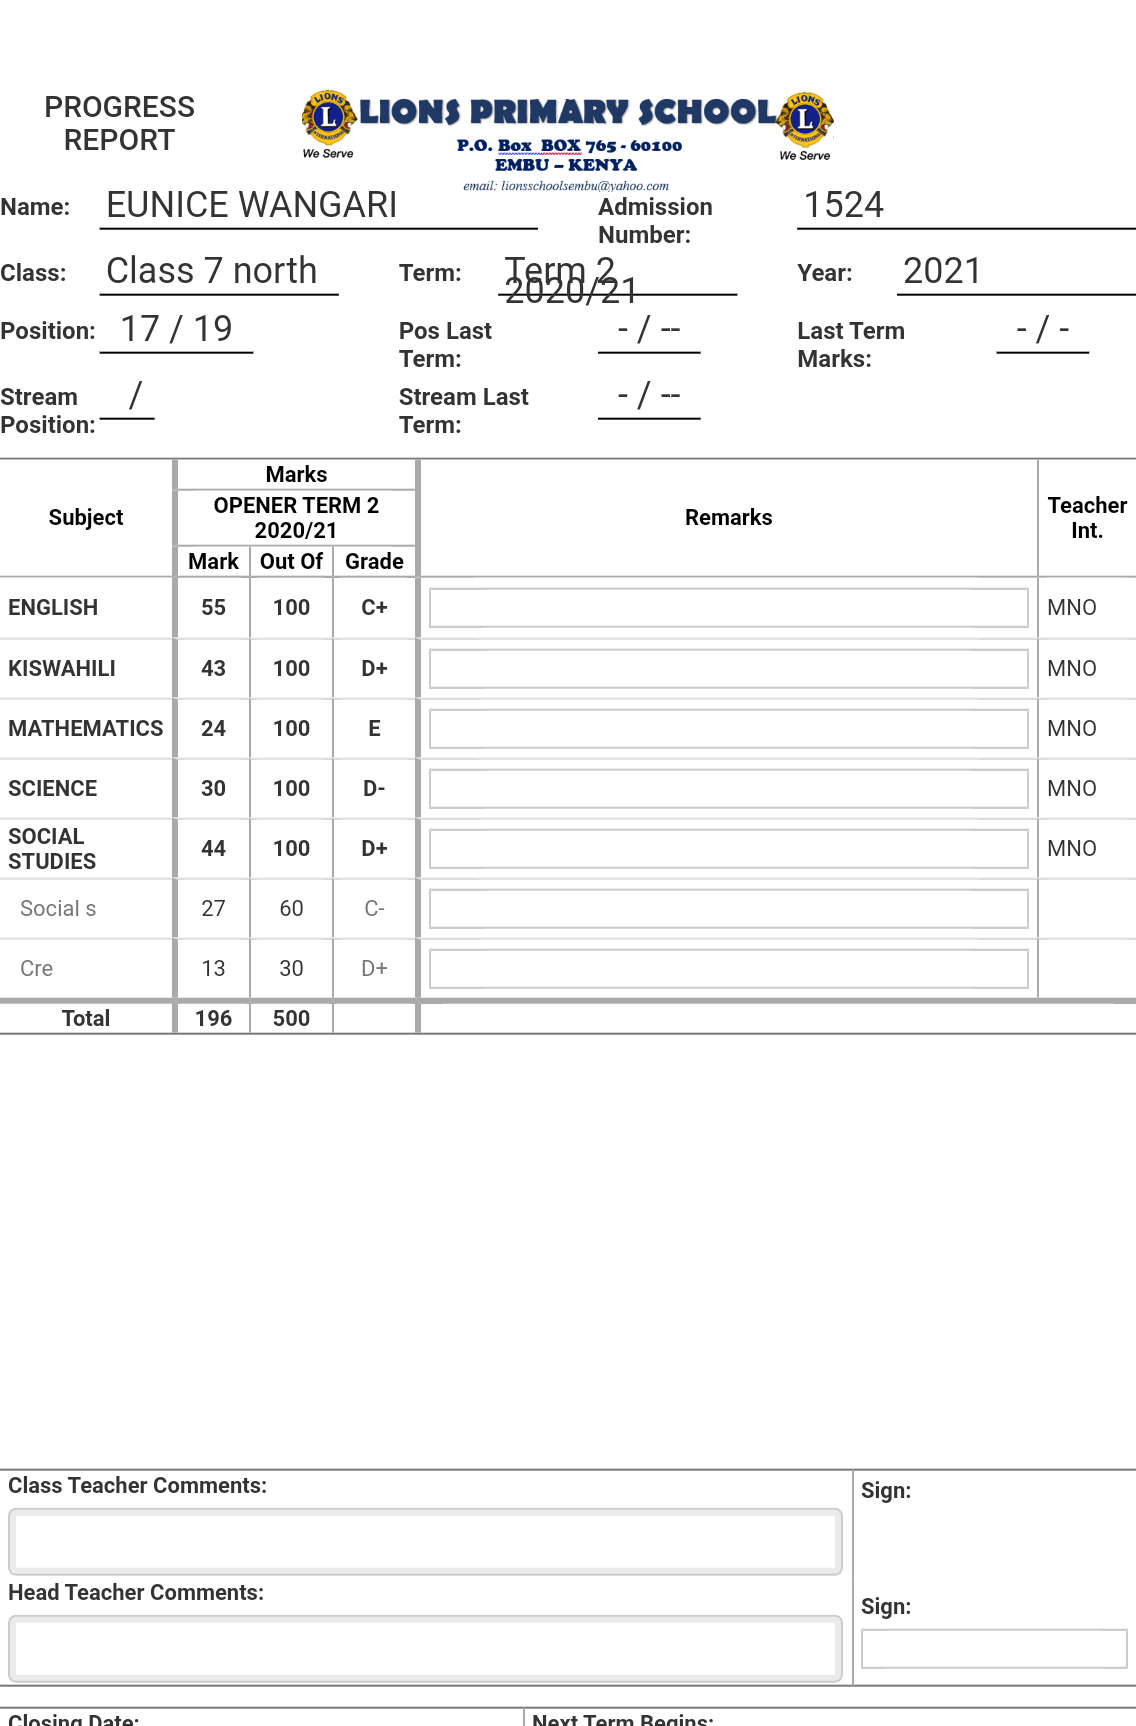 PROGRESS
REPORT
LIONS PRIMARY SCHOOL
LIONS L INTERNATIONAL
We Serve
LIONS L INTERNATIONAL
We Serve
P.O. Box BOX 765 - 60100
EMBU – KENYA
email: lionsschoolsembu@yahoo.com
Name: EUNICE WANGARI Admission Number: 1524
Class: Class 7 north Term: Term 2 2020/21 Year: 2021
Position: 17 / 19 Pos Last Term: - / -- Last Term Marks: - / -
Stream Position: / Stream Last Term: - / --
Subject Marks Remarks Teacher Int.
OPENER TERM 2 2020/21
Mark Out Of Grade
ENGLISH 55 100 C+ MNO
KISWAHILI 43 100 D+ MNO
MATHEMATICS 24 100 E MNO
SCIENCE 30 100 D- MNO
SOCIAL STUDIES 44 100 D+ MNO
Social s 27 60 C-
Cre 13 30 D+
Total 196 500
Class Teacher Comments: Sign:
Head Teacher Comments: Sign:
Closing Date: Next Term Begins: